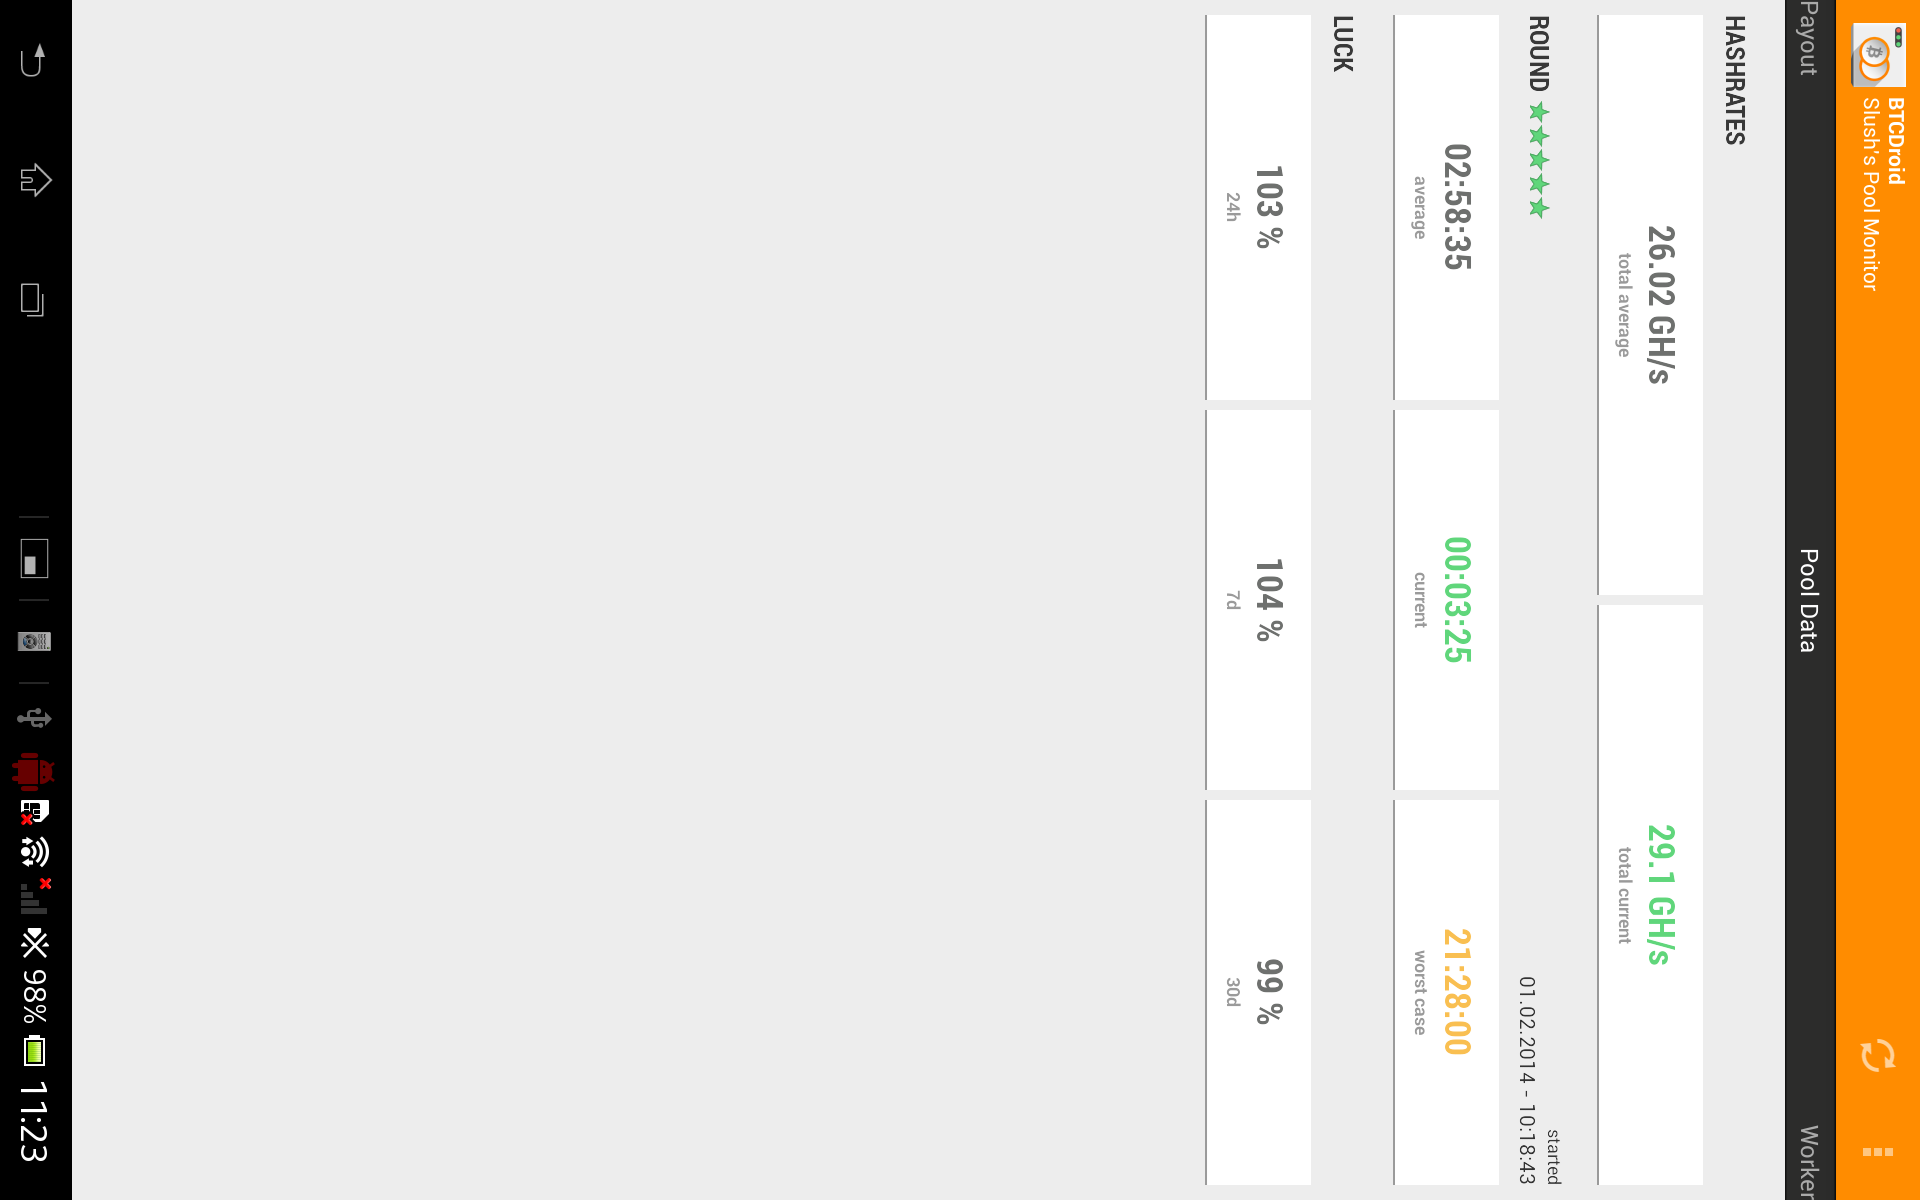 BTCDroid
Slush's Pool Monitor
Payout
Pool Data
Worker
HASHRATES
26.02 GH/s
total average
29.1 GH/s
total current
ROUND
started
01.02.2014 - 10:18:43
02:58:35
average
00:03:25
current
21:28:00
worst case
LUCK
103 %
24h
104 %
7d
99 %
30d
98%
11:23